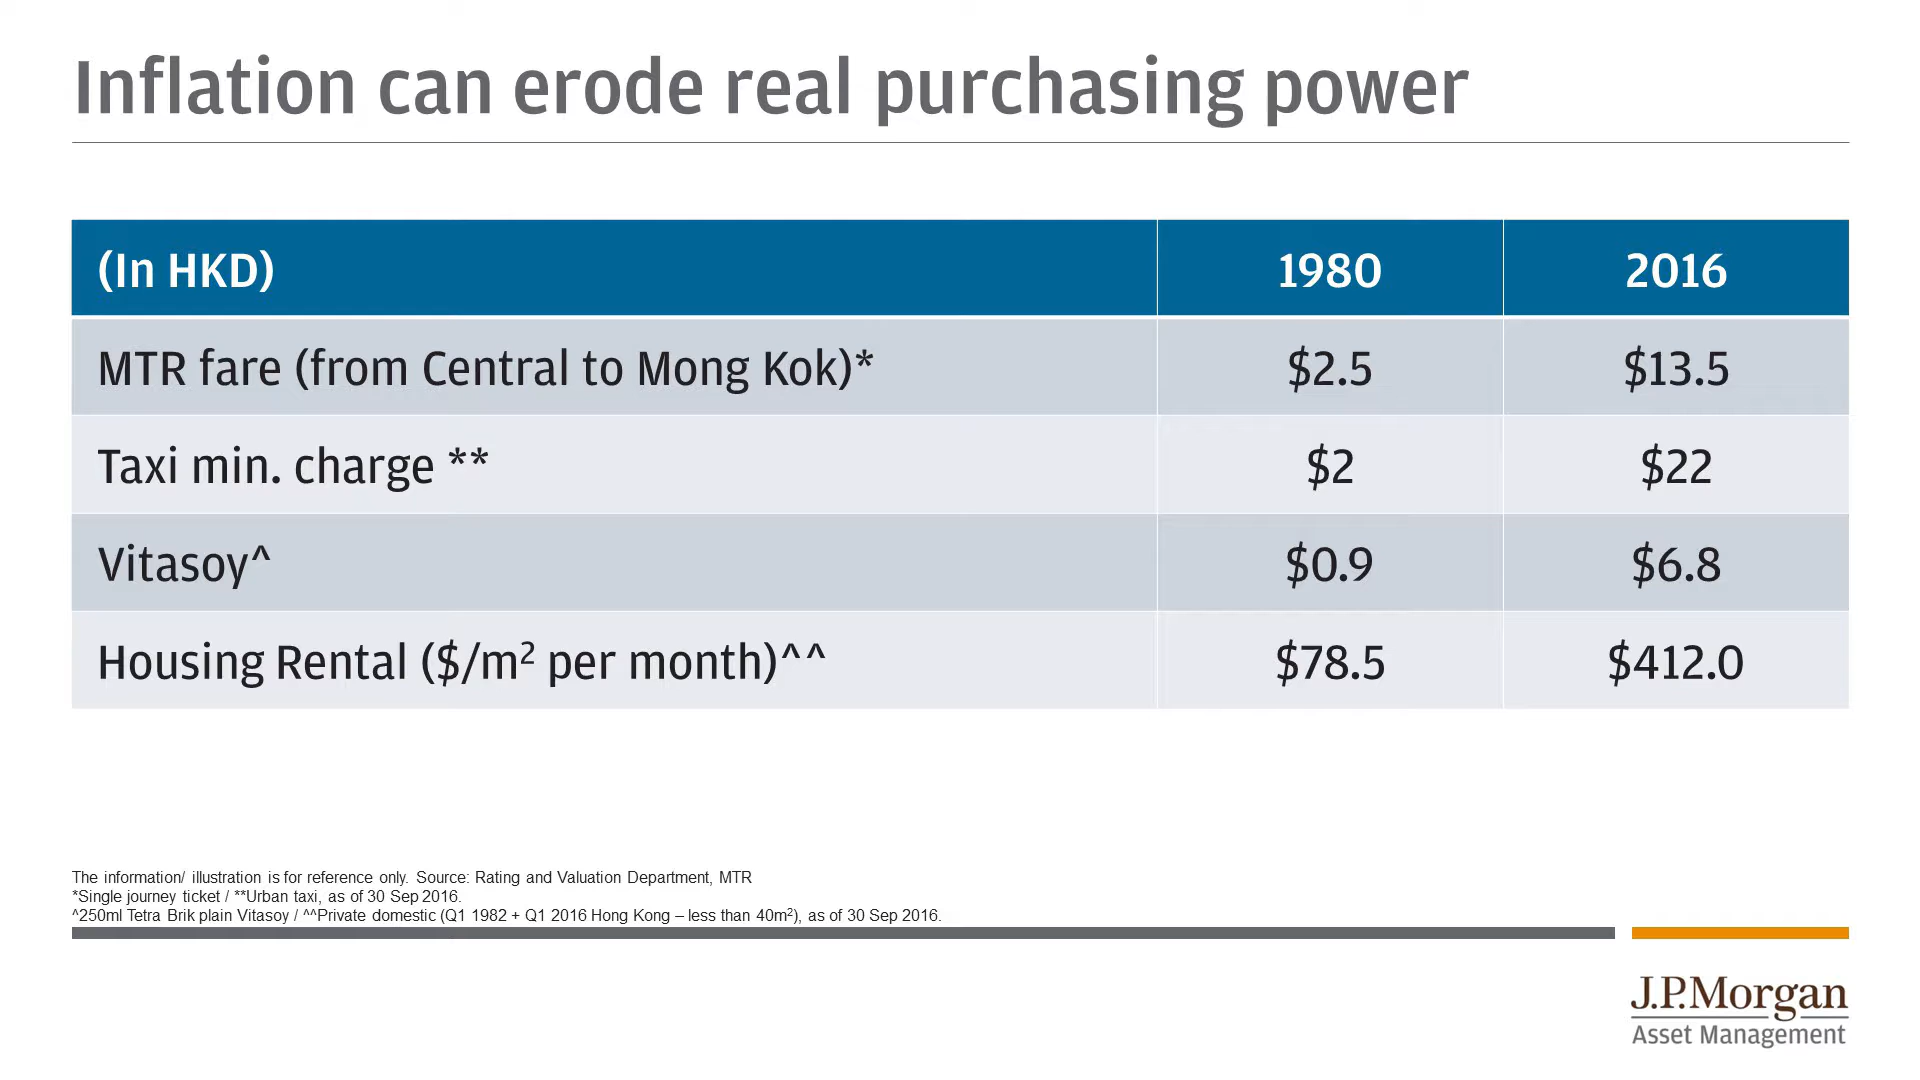 Inflation can erode real purchasing power
(In HKD) 1980 2016
MTR fare (from Central to Mong Kok)* $2.5 $13.5
Taxi min. charge ** $2 $22
Vitasoy^ $0.9 $6.8
Housing Rental ($/m² per month)^^ $78.5 $412.0
The information/ illustration is for reference only. Source: Rating and Valuation Department, MTR
*Single journey ticket / **Urban taxi, as of 30 Sep 2016.
^250ml Tetra Brik plain Vitasoy / ^^Private domestic (Q1 1982 + Q1 2016 Hong Kong – less than 40m²), as of 30 Sep 2016.
J.P.Morgan
Asset Management